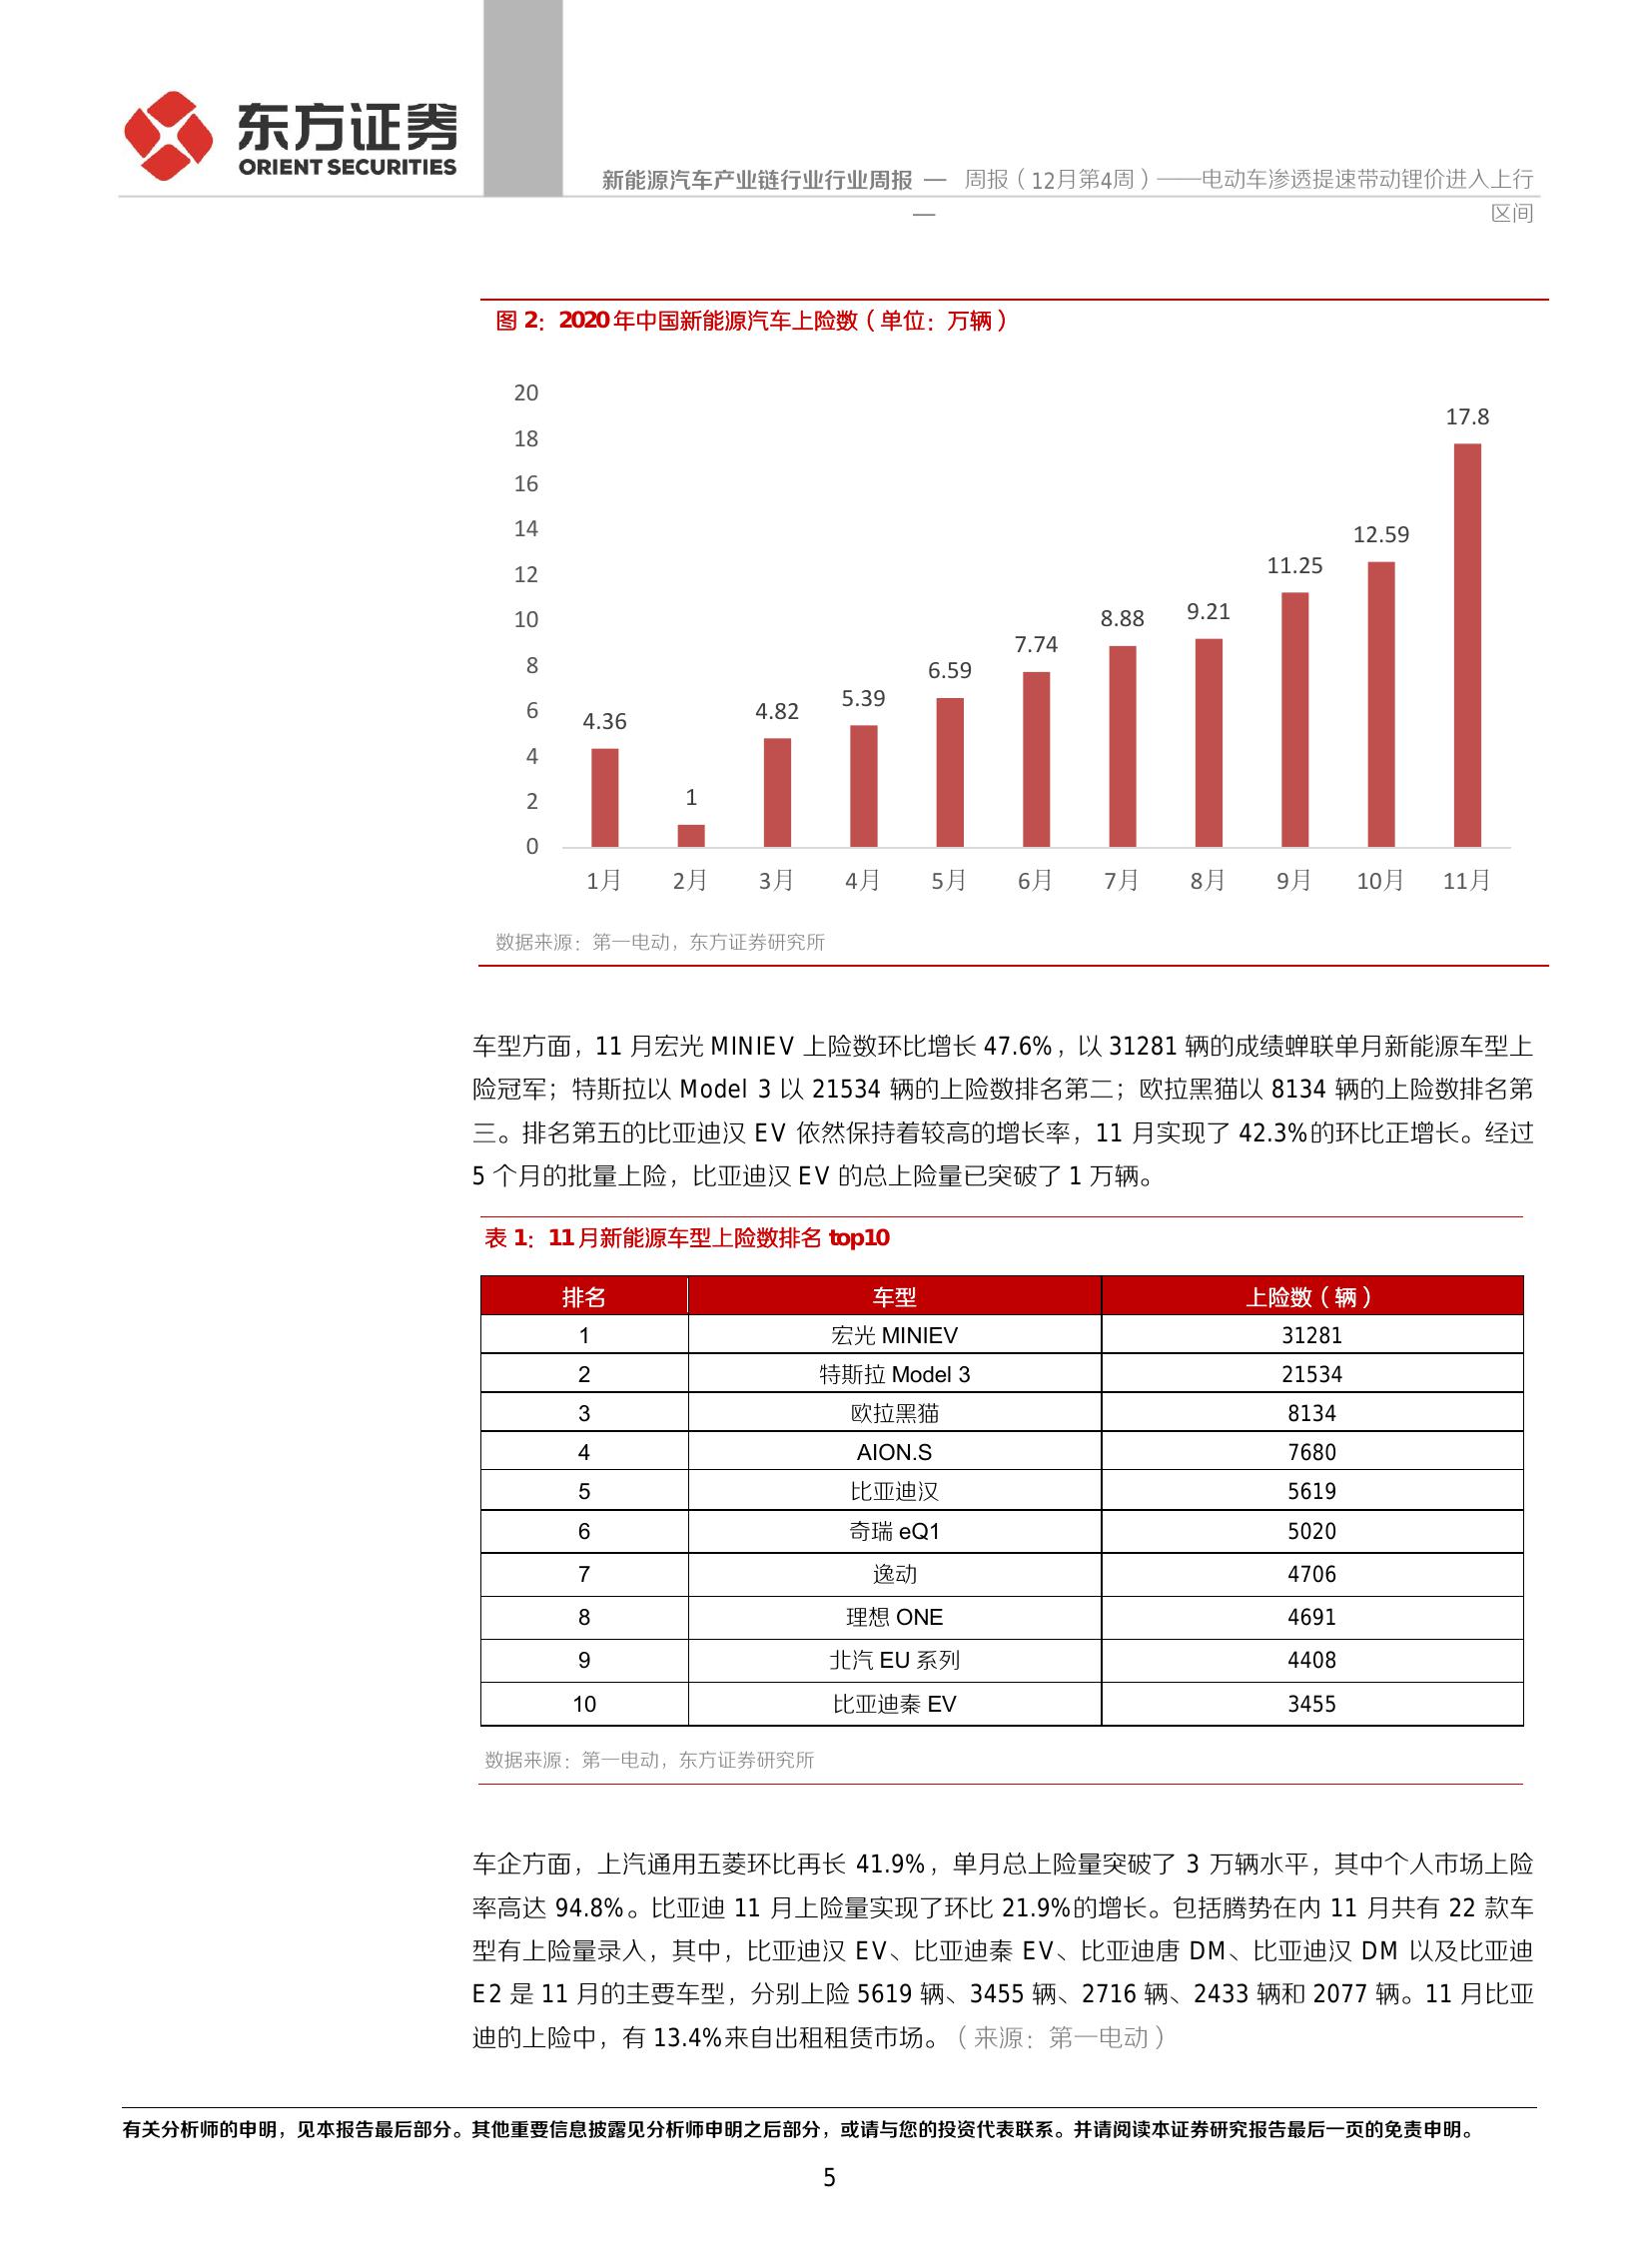 东方证券
ORIENT SECURITIES
新能源汽车产业链行业行业周报 — 周报（12月第4周）——电动车渗透提速带动锂价进入上行
— 区间
图 2：2020 年中国新能源汽车上险数（单位：万辆）
20
18
16
14
12
10
8
6
4
2
0
4.36
1
4.82
5.39
6.59
7.74
8.88
9.21
11.25
12.59
17.8
1月 2月 3月 4月 5月 6月 7月 8月 9月 10月 11月
数据来源：第一电动，东方证券研究所
车型方面，11 月宏光 MINIEV 上险数环比增长 47.6%，以 31281 辆的成绩蝉联单月新能源车型上
险冠军；特斯拉以 Model 3 以 21534 辆的上险数排名第二；欧拉黑猫以 8134 辆的上险数排名第
三。排名第五的比亚迪汉 EV 依然保持着较高的增长率，11 月实现了 42.3%的环比正增长。经过
5 个月的批量上险，比亚迪汉 EV 的总上险量已突破了 1 万辆。
表 1：11 月新能源车型上险数排名 top10
排名 车型 上险数（辆）
1 宏光 MINIEV 31281
2 特斯拉 Model 3 21534
3 欧拉黑猫 8134
4 AION.S 7680
5 比亚迪汉 5619
6 奇瑞 eQ1 5020
7 逸动 4706
8 理想 ONE 4691
9 北汽 EU 系列 4408
10 比亚迪秦 EV 3455
数据来源：第一电动，东方证券研究所
车企方面，上汽通用五菱环比再长 41.9%，单月总上险量突破了 3 万辆水平，其中个人市场上险
率高达 94.8%。比亚迪 11 月上险量实现了环比 21.9%的增长。包括腾势在内 11 月共有 22 款车
型有上险量录入，其中，比亚迪汉 EV、比亚迪秦 EV、比亚迪唐 DM、比亚迪汉 DM 以及比亚迪
E2 是 11 月的主要车型，分别上险 5619 辆、3455 辆、2716 辆、2433 辆和 2077 辆。11 月比亚
迪的上险中，有 13.4%来自出租租赁市场。（来源：第一电动）
有关分析师的申明，见本报告最后部分。其他重要信息披露见分析师申明之后部分，或请与您的投资代表联系。并请阅读本证券研究报告最后一页的免责申明。
5